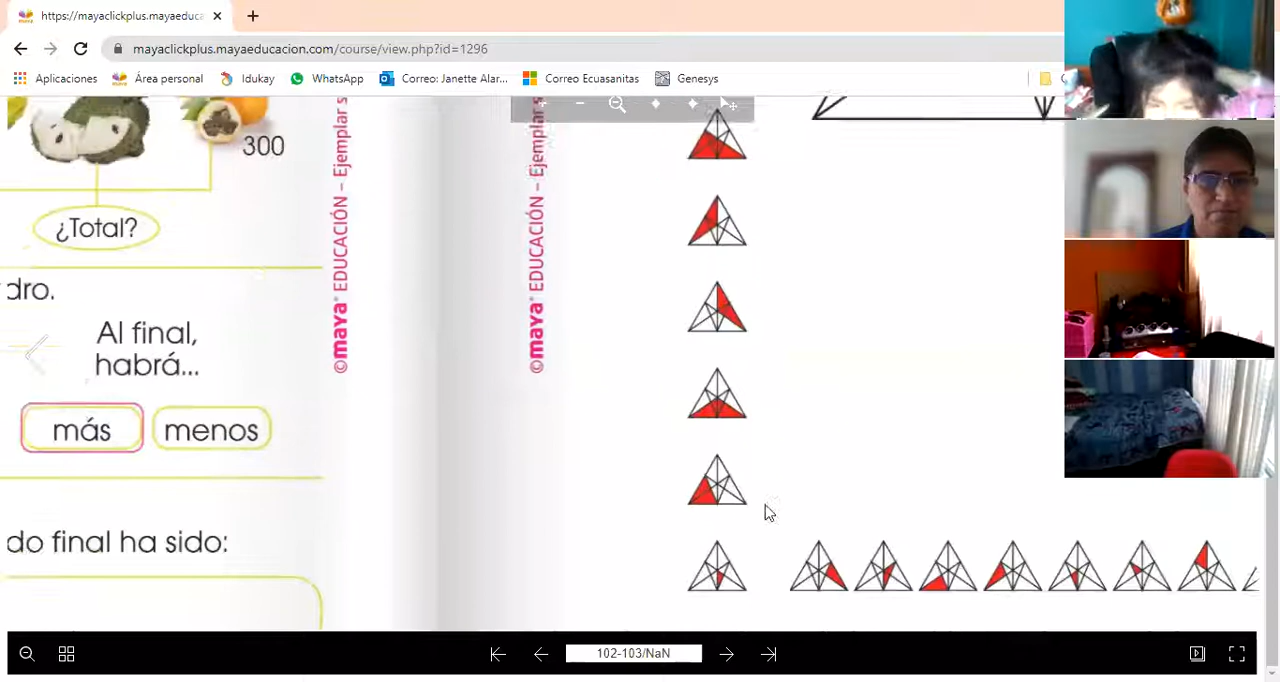 https://mayaclickplus.mayaeduca
mayaclickplus.mayaeducacion.com/course/view.php?id=1296
Aplicaciones Área personal Idukay WhatsApp Correo: Janette Alar... Correo Ecuasanitas Genesys
300
¿Total?
dro.
Al final,
habrá...
más menos
do final ha sido:
©maya® EDUCACIÓN – Ejemplar s
©maya® EDUCACIÓN – Ejemplar s
102-103/NaN